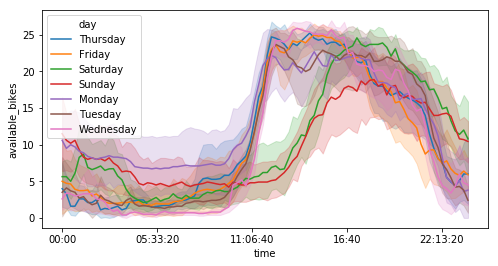 25
20
15
10
5
0
available_bikes
day
Thursday
Friday
Saturday
Sunday
Monday
Tuesday
Wednesday
00:00 05:33:20 11:06:40 16:40 22:13:20
time